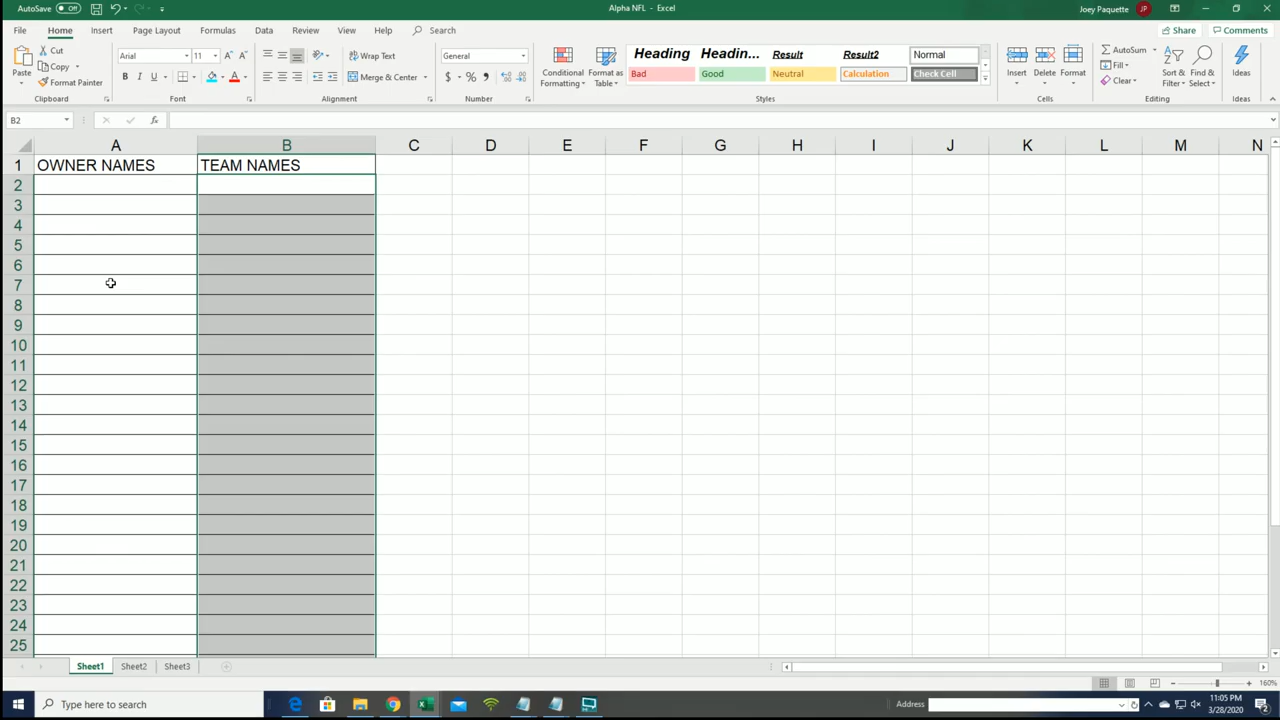 AutoSave Off
Alpha NFL - Excel
Joey Paquette JP
File Home Insert Page Layout Formulas Data Review View Help Search Share Comments
Paste Cut Copy Format Painter
Arial 11 A A B I U A
Wrap Text Merge & Center
General $ % ,
Conditional Formatting Format as Table
Heading Headin... Result Result2 Normal
Bad Good Neutral Calculation Check Cell
Insert Delete Format
AutoSum Fill Clear Sort & Filter Find & Select Ideas
Clipboard Font Alignment Number Styles Cells Editing Ideas
B2 fx
A B C D E F G H I J K L M N
1 OWNER NAMES TEAM NAMES
2
3
4
5
6
7
8
9
10
11
12
13
14
15
16
17
18
19
20
21
22
23
24
25
Sheet1 Sheet2 Sheet3
160%
Type here to search
Address
11:05 PM
3/28/2020
2